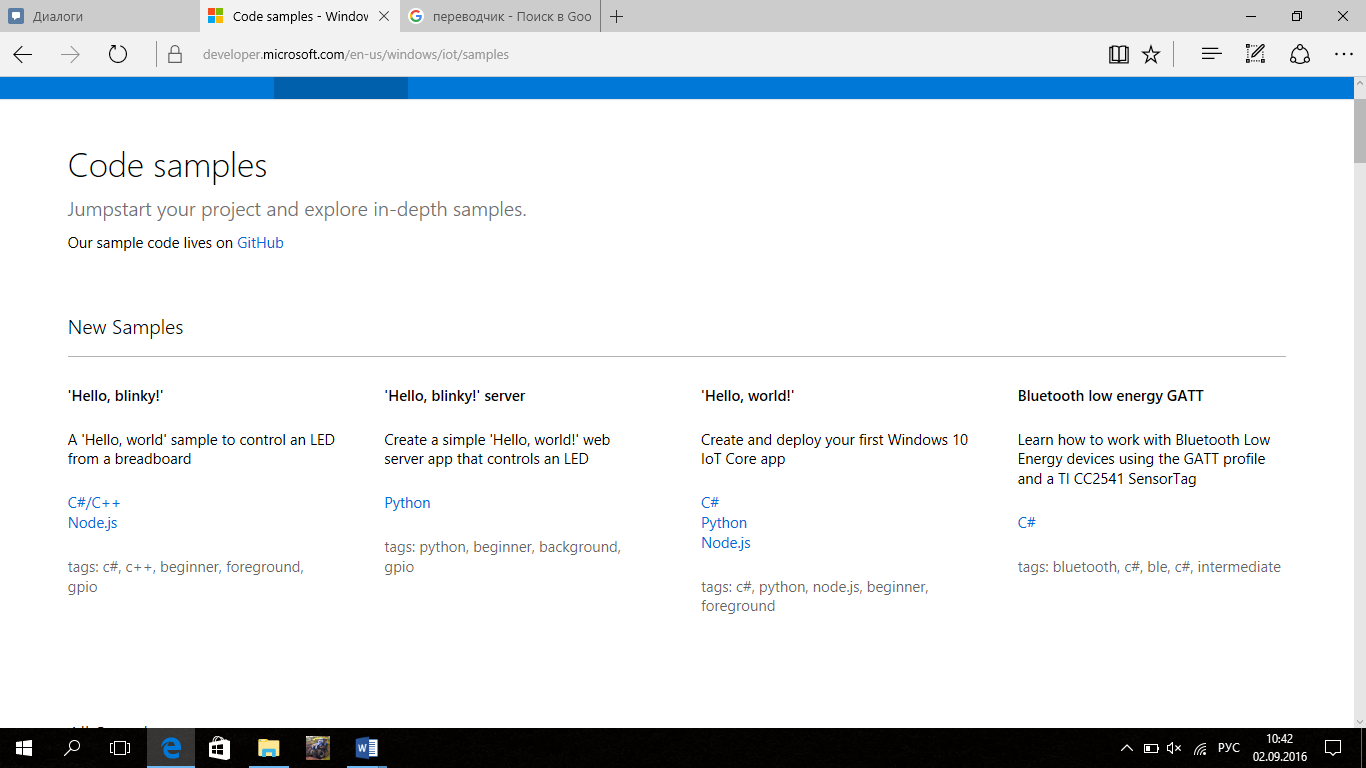 Диалоги
Code samples - Window
переводчик - Поиск в Goo
developer.microsoft.com/en-us/windows/iot/samples
Code samples
Jumpstart your project and explore in-depth samples.
Our sample code lives on GitHub
New Samples
'Hello, blinky!'
A 'Hello, world' sample to control an LED
from a breadboard
C#/C++
Node.js
tags: c#, c++, beginner, foreground,
gpio
'Hello, blinky!' server
Create a simple 'Hello, world!' web
server app that controls an LED
Python
tags: python, beginner, background,
gpio
'Hello, world!'
Create and deploy your first Windows 10
IoT Core app
C#
Python
Node.js
tags: c#, python, node.js, beginner,
foreground
Bluetooth low energy GATT
Learn how to work with Bluetooth Low
Energy devices using the GATT profile
and a TI CC2541 SensorTag
C#
tags: bluetooth, c#, ble, c#, intermediate
РУС
10:42
02.09.2016